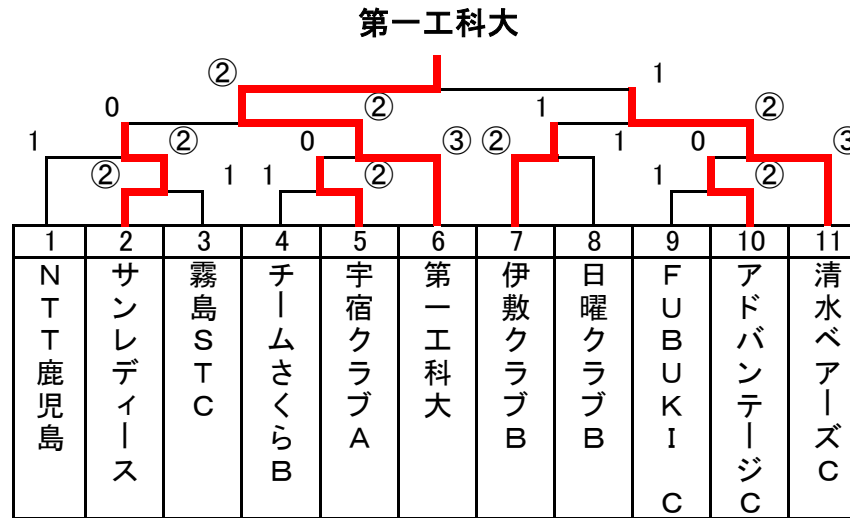 第一工科大
② 1
0 ② 1 ②
1 ② 0 ③ ② 1 0 ③
② 1 1 ② 1 ②
1 2 3 4 5 6 7 8 9 10 11
NTT鹿児島
サンレディース
霧島STC
チームさくらB
宇宿クラブA
第一工科大
伊敷クラブB
日曜クラブB
FUBUKI C
アドバンテージC
清水ベアーズC